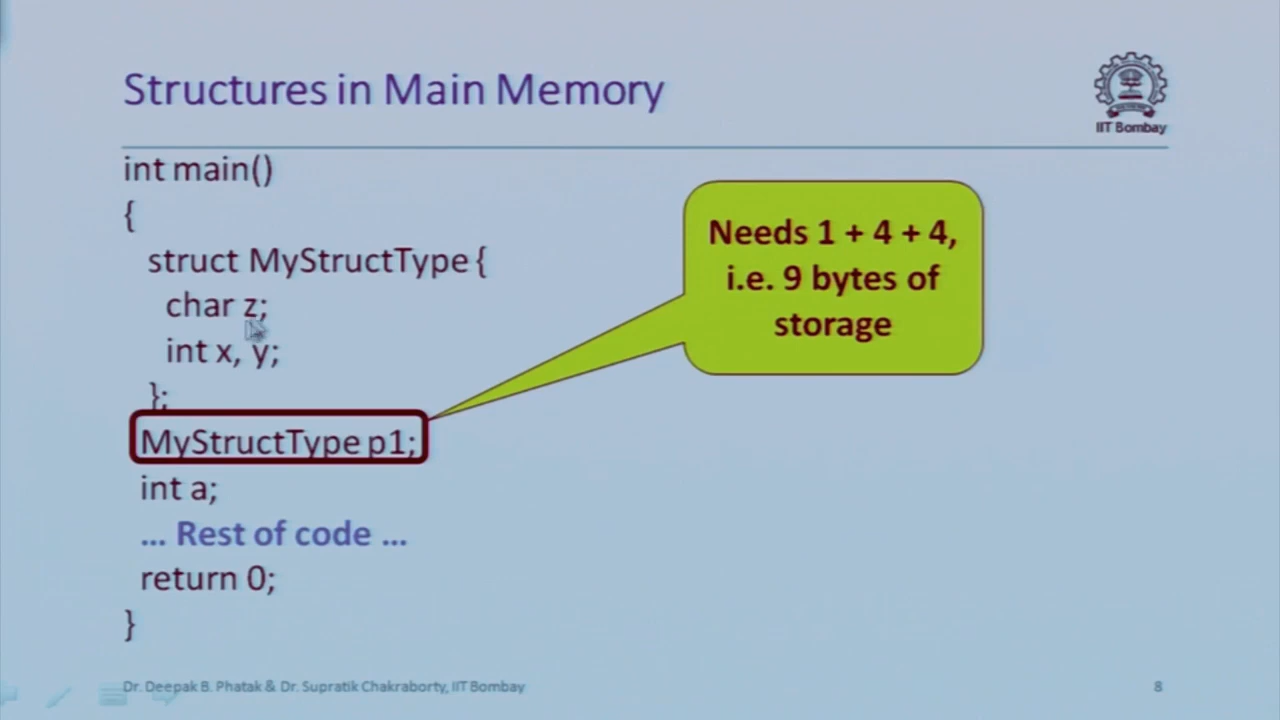 Structures in Main Memory
IIT Bombay
int main()
{
struct MyStructType {
char z;
int x, y;
};
MyStructType p1;
int a;
... Rest of code ...
return 0;
}
Needs 1 + 4 + 4,
i.e. 9 bytes of
storage
Dr. Deepak B. Phatak & Dr. Supratik Chakraborty, IIT Bombay
8